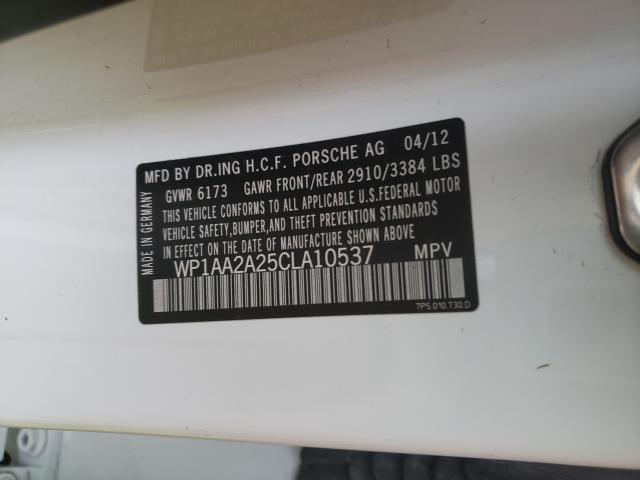 MFD BY DR.ING H.C.F. PORSCHE AG 04/12
GVWR 6173 GAWR FRONT/REAR 2910/3384 LBS
THIS VEHICLE CONFORMS TO ALL APPLICABLE U.S.FEDERAL MOTOR
VEHICLE SAFETY,BUMPER,AND THEFT PREVENTION STANDARDS
IN EFFECT ON THE DATE OF MANUFACTURE SHOWN ABOVE
WP1AA2A25CLA10537 MPV
MADE IN GERMANY
7P5.010.730.D